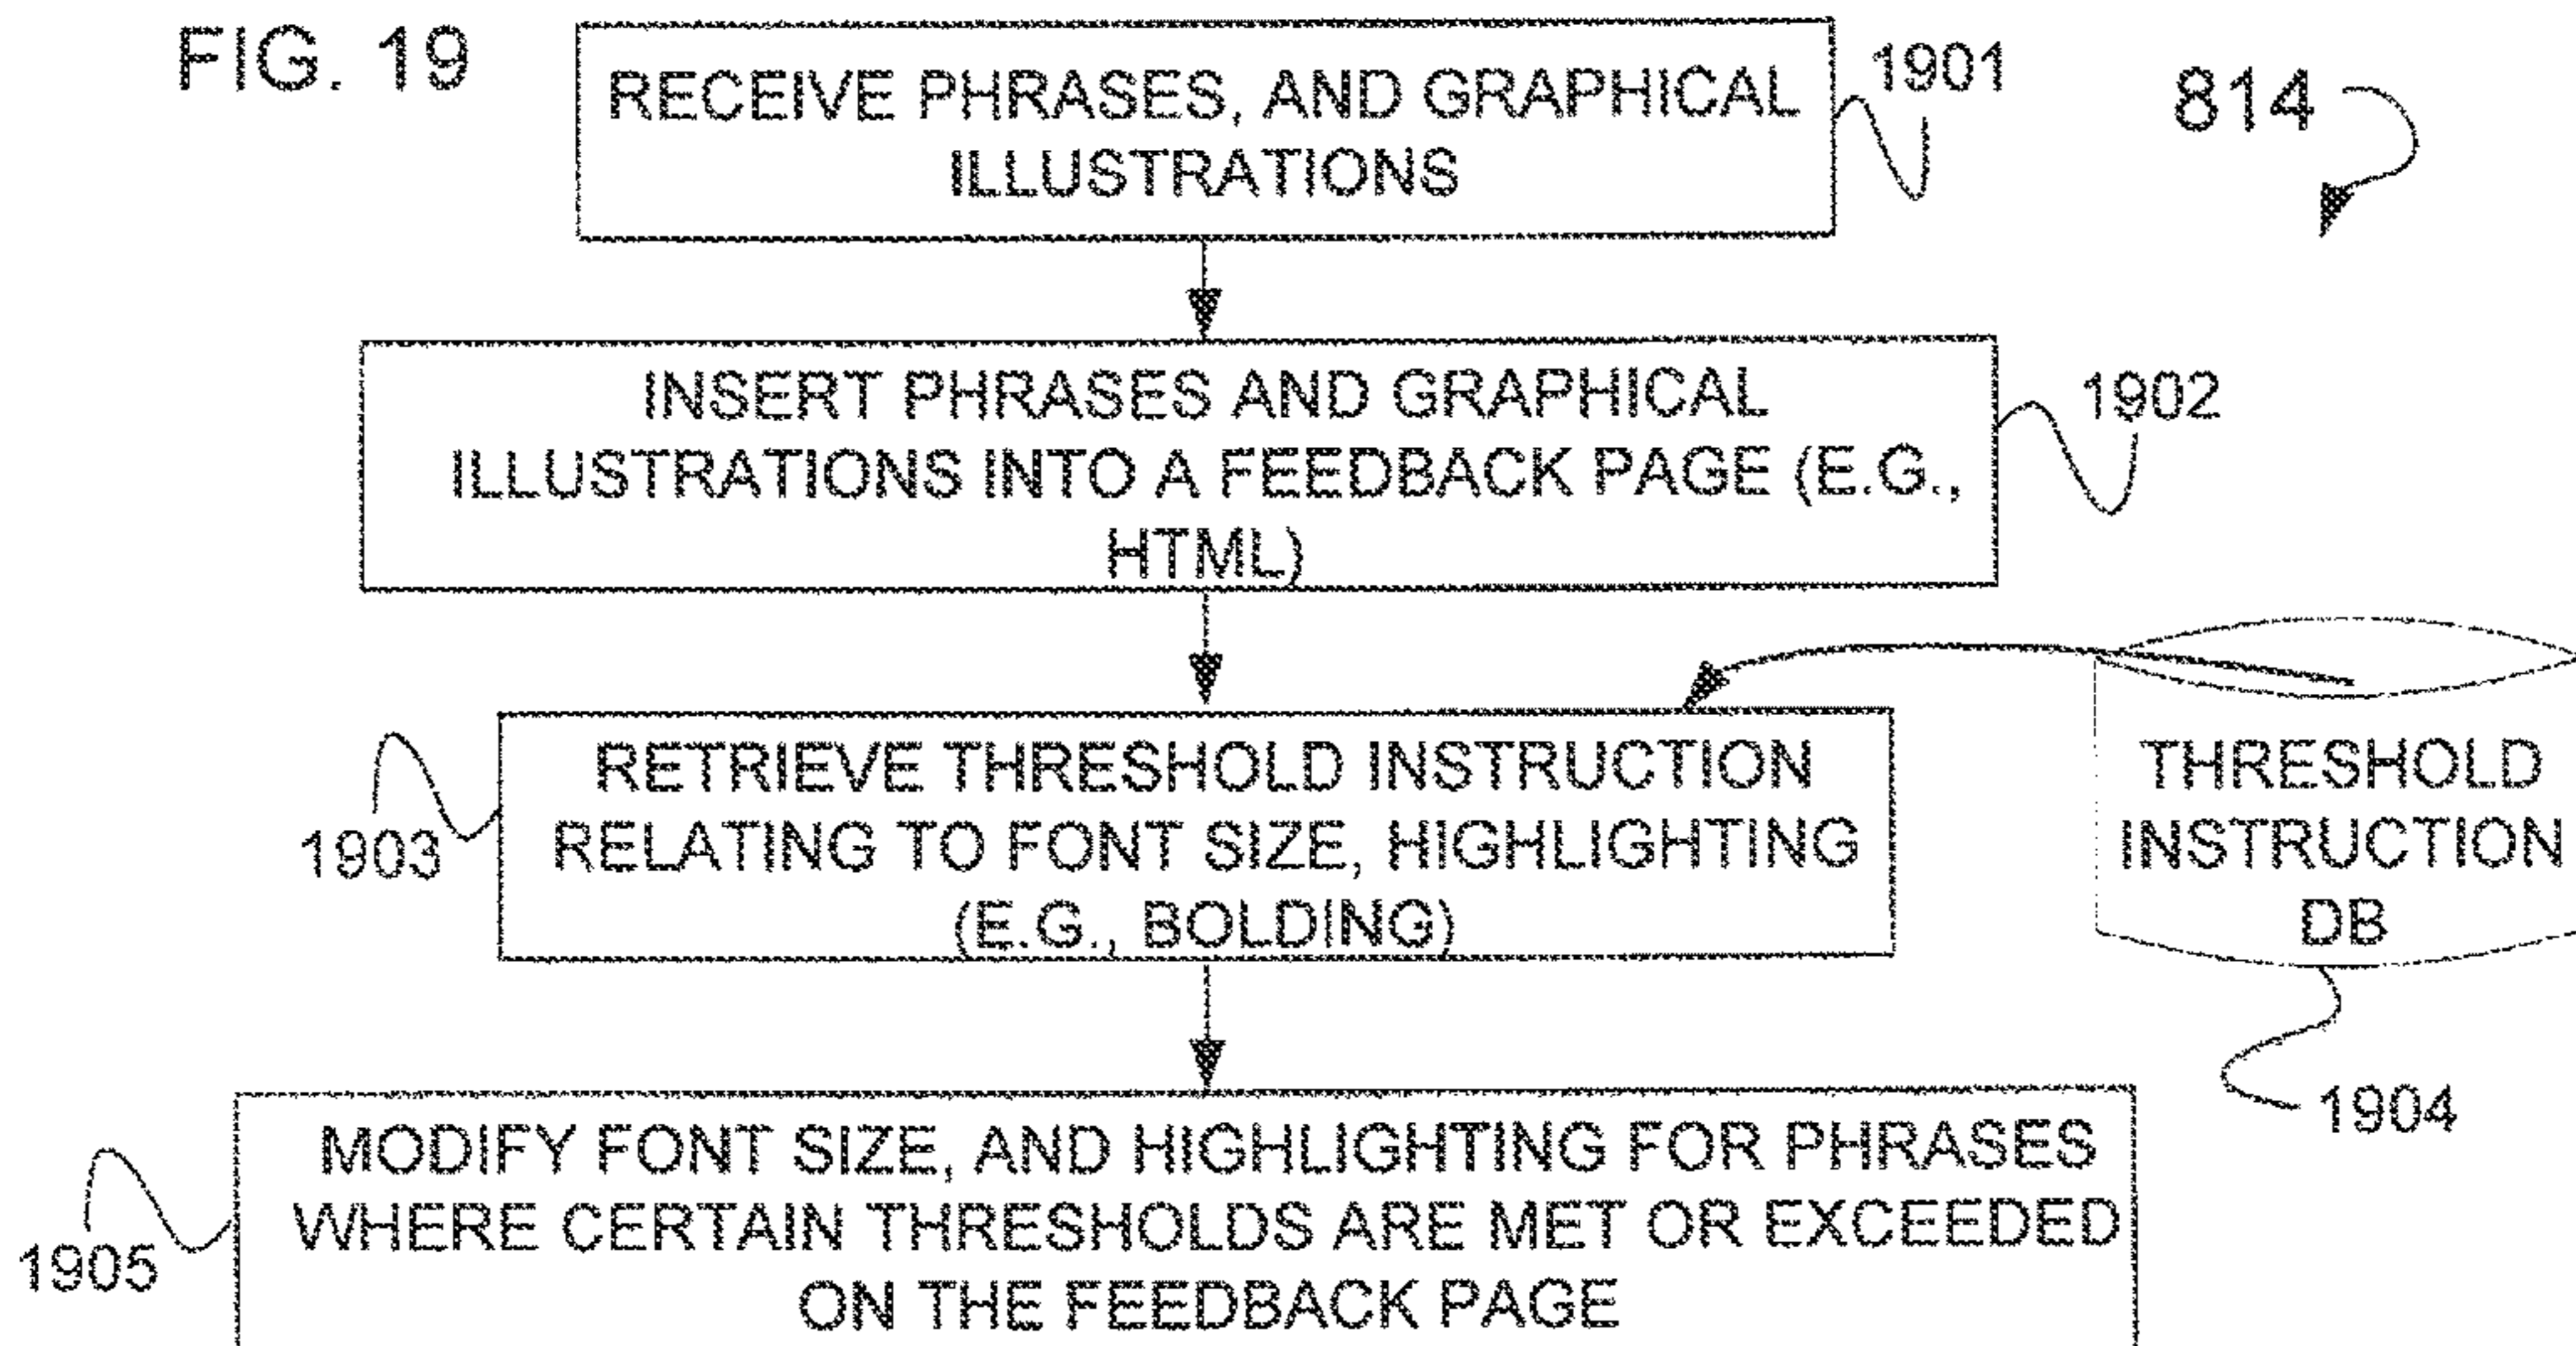 FIG. 19
RECEIVE PHRASES, AND GRAPHICAL
ILLUSTRATIONS
1901
814
INSERT PHRASES AND GRAPHICAL
ILLUSTRATIONS INTO A FEEDBACK PAGE (E.G.,
HTML)
1902
RETRIEVE THRESHOLD INSTRUCTION
RELATING TO FONT SIZE, HIGHLIGHTING
(E.G., BOLDING)
1903
THRESHOLD
INSTRUCTION
DB
1904
MODIFY FONT SIZE, AND HIGHLIGHTING FOR PHRASES
WHERE CERTAIN THRESHOLDS ARE MET OR EXCEEDED
ON THE FEEDBACK PAGE
1905